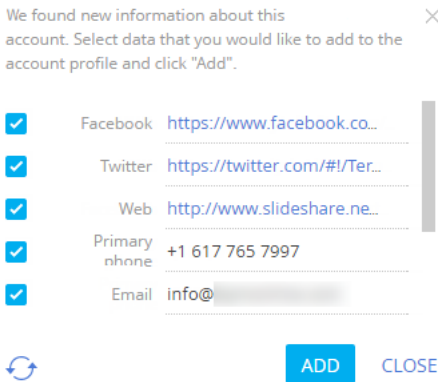 We found new information about this
account. Select data that you would like to add to the
account profile and click "Add".
Facebook https://www.facebook.co...
Twitter https://twitter.com/#!/Ter...
Web http://www.slideshare.ne...
Primary
phone +1 617 765 7997
Email info@
ADD CLOSE